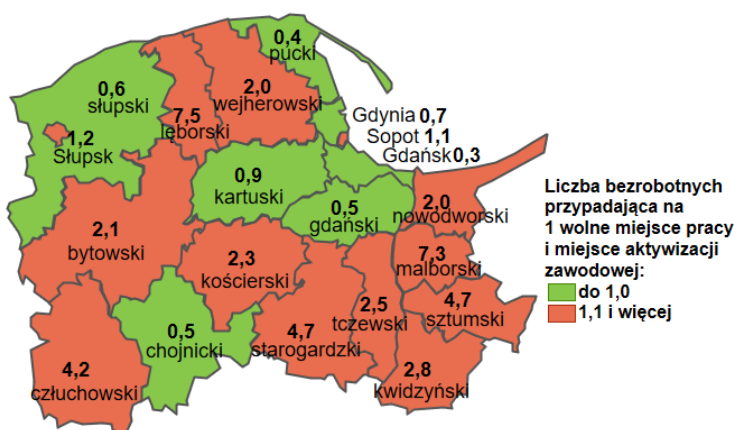 0,4
pucki
0,6
słupski
2,0
wejherowski
7,5
lęborski
1,2
Słupsk
Gdynia 0,7
Sopot 1,1
Gdańsk 0,3
0,9
kartuski
0,5
gdański
2,0
nowodworski
2,1
bytowski
2,3
kościerski
7,3
malborski
4,7
sztumski
2,5
tczewski
4,7
starogardzki
0,5
chojnicki
4,2
człuchowski
2,8
kwidzyński
Liczba bezrobotnych
przypadająca na
1 wolne miejsce pracy
i miejsce aktywizacji
zawodowej:
do 1,0
1,1 i więcej